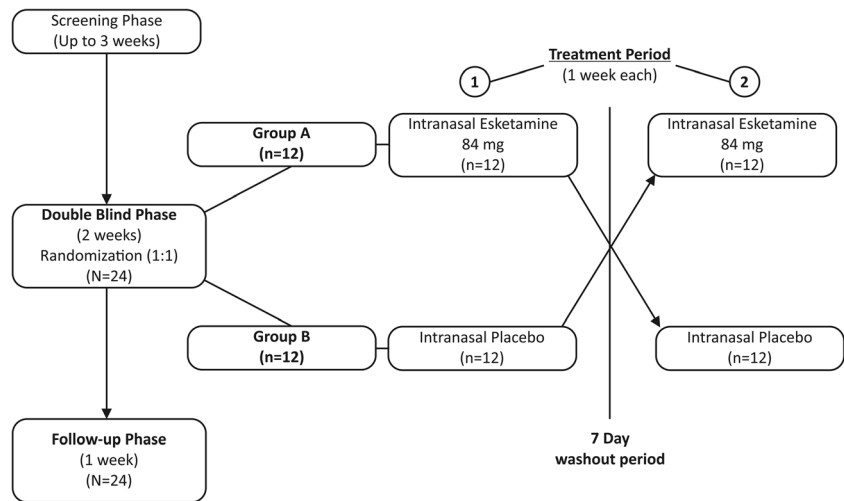 Screening Phase
(Up to 3 weeks)
Treatment Period
(1 week each)
1
2
Group A
(n=12)
Intranasal Esketamine
84 mg
(n=12)
Intranasal Esketamine
84 mg
(n=12)
Double Blind Phase
(2 weeks)
Randomization (1:1)
(N=24)
Group B
(n=12)
Intranasal Placebo
(n=12)
Intranasal Placebo
(n=12)
Follow-up Phase
(1 week)
(N=24)
7 Day
washout period